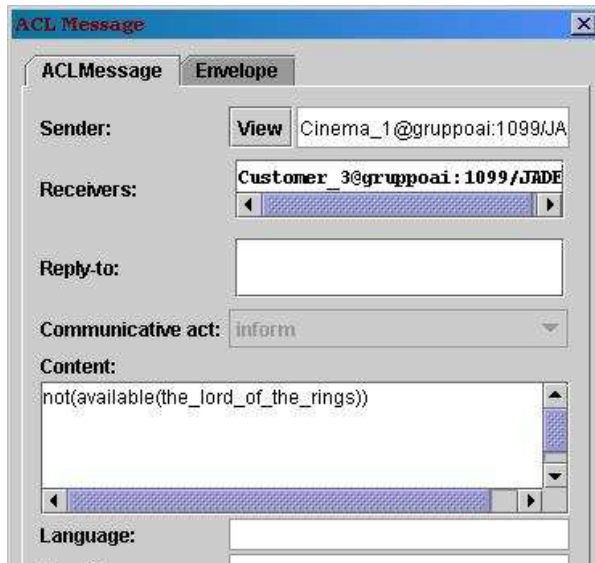 ACL Message
ACLMessage Envelope
Sender: View Cinema_1@gruppoai:1099/JA
Receivers: Customer_3@gruppoai:1099/JADE
Reply-to:
Communicative act: inform
Content:
not(available(the_lord_of_the_rings))
Language: